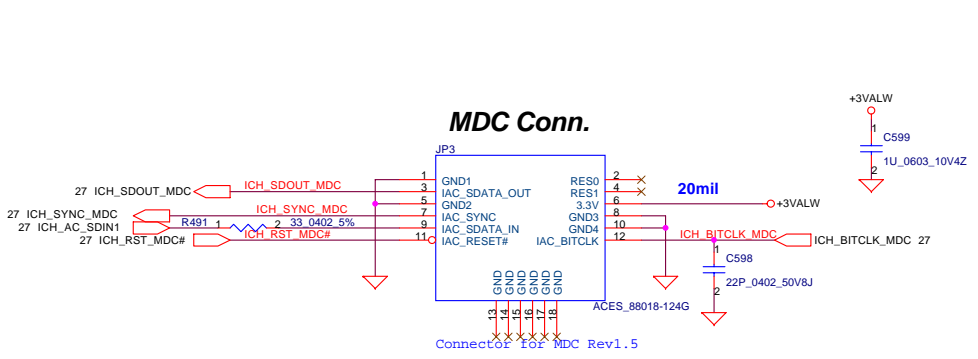 +3VALW
1
C599
1U_0603_10V4Z
2
MDC Conn.
JP3
1 GND1 RES0 2
27 ICH_SDOUT_MDC ICH_SDOUT_MDC 3 IAC_SDATA_OUT RES1 4 20mil
5 GND2 3.3V 6 +3VALW
27 ICH_SYNC_MDC ICH_SYNC_MDC 7 IAC_SYNC GND3 8
27 ICH_AC_SDIN1 R491 1 2 33_0402_5% 9 IAC_SDATA_IN GND4 10
27 ICH_RST_MDC# ICH_RST_MDC# 11 IAC_RESET# IAC_BITCLK 12 ICH_BITCLK_MDC ICH_BITCLK_MDC 27
1
C598
22P_0402_50V8J
2
GND GND GND GND GND GND
13 14 15 16 17 18
ACES_88018-124G
Connector for MDC Rev1.5